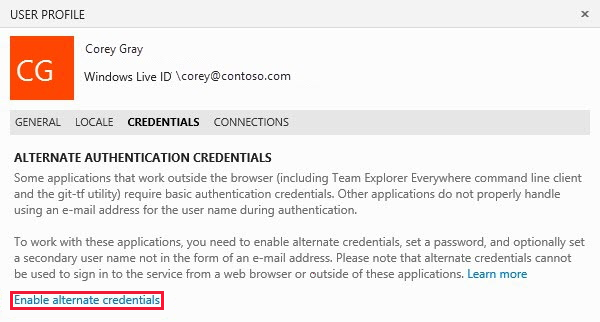 USER PROFILE
×
CG
Corey Gray
Windows Live ID \corey@contoso.com
GENERAL LOCALE CREDENTIALS CONNECTIONS
ALTERNATE AUTHENTICATION CREDENTIALS
Some applications that work outside the browser (including Team Explorer Everywhere command line client
and the git-tf utility) require basic authentication credentials. Other applications do not properly handle
using an e-mail address for the user name during authentication.
To work with these applications, you need to enable alternate credentials, set a password, and optionally set
a secondary user name not in the form of an e-mail address. Please note that alternate credentials cannot
be used to sign in to the service from a web browser or outside of these applications. Learn more
Enable alternate credentials